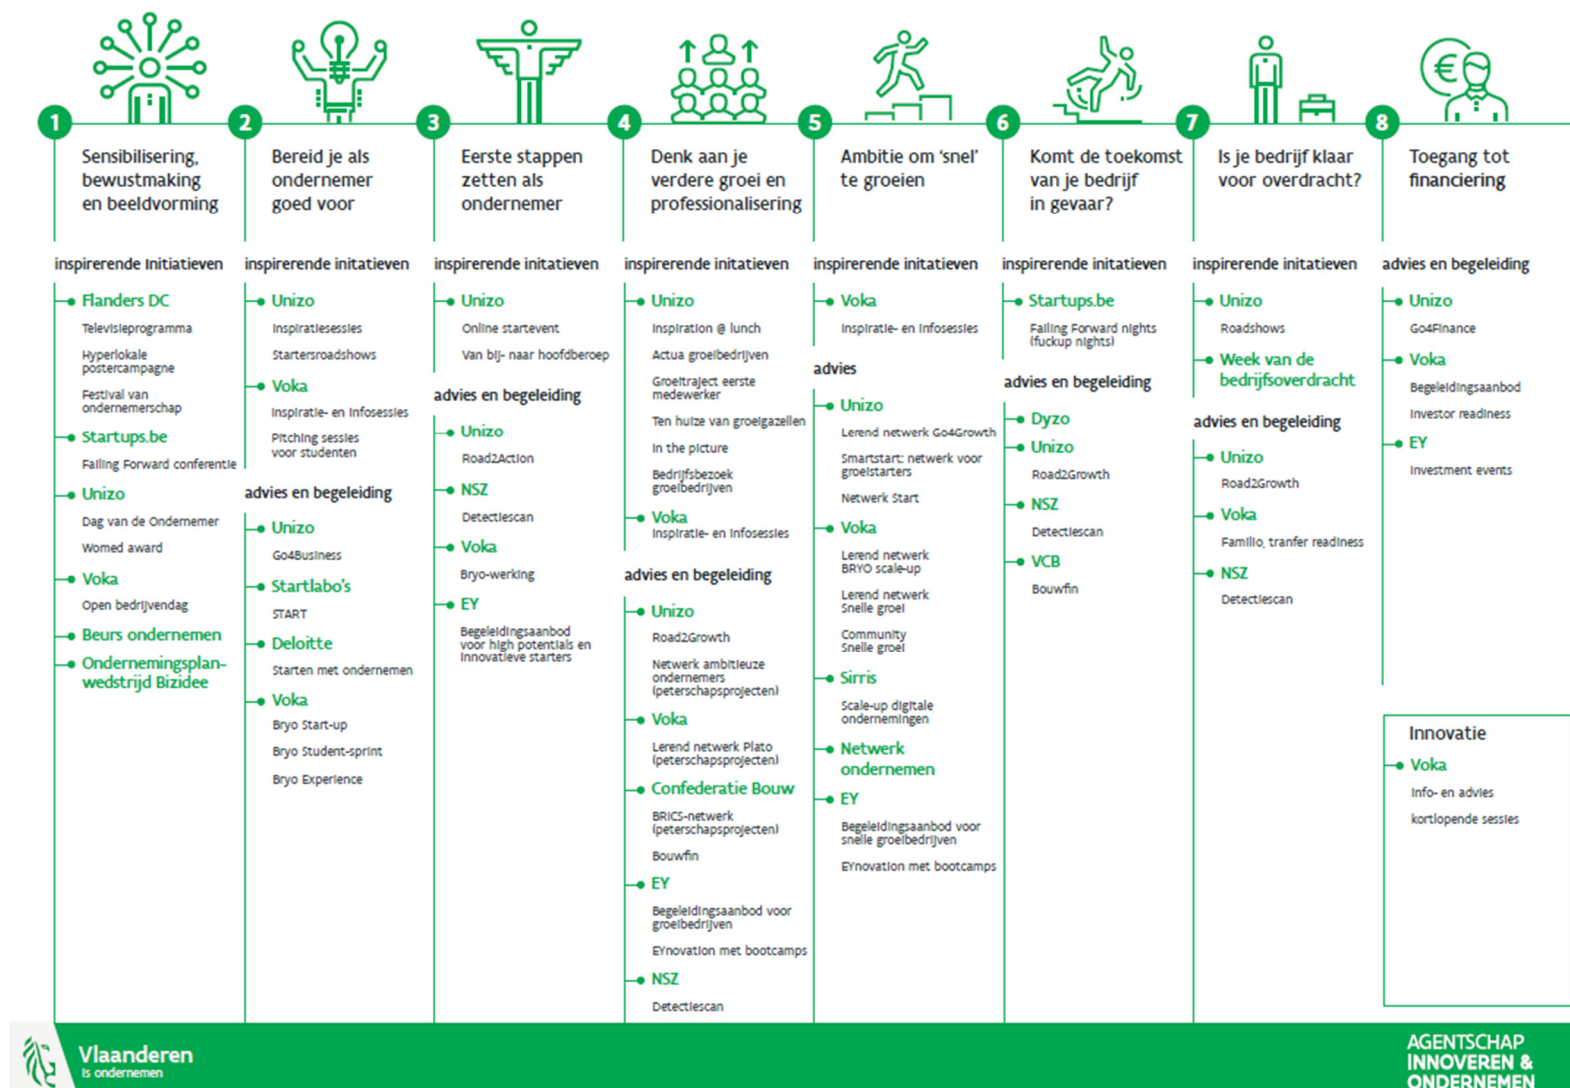 1
Sensibilisering,
bewustmaking
en beeldvorming
inspirerende Initiatieven
Flanders DC
Televisieprogramma
Hyperlokale
postercampagne
Festival van
ondernemerschap
Startups.be
Failing Forward conferentie
Unizo
Dag van de Ondernemer
Womed award
Voka
Open bedrijvendag
Beurs ondernemen
Ondernemingsplan-
wedstrijd Bizidee
2
Bereid je als
ondernemer
goed voor
inspirerende initatieven
Unizo
Inspiratiesessies
Startersroadshows
Voka
Inspiratie- en Infosessies
Pitching sessies
voor studenten
advies en begeleiding
Unizo
Go4Business
Startlabo's
START
Deloitte
Starten met ondernemen
Voka
Bryo Start-up
Bryo Student-sprint
Bryo Experience
3
Eerste stappen
zetten als
ondernemer
inspirerende initatieven
Unizo
Online startevent
Van bij- naar hoofdberoep
advies en begeleiding
Unizo
Road2Action
NSZ
Detectiescan
Voka
Bryo-werking
EY
Begeleidingsaanbod
voor high potentials en
innovatieve starters
4
Denk aan je
verdere groei en
professionalisering
inspirerende initatieven
Unizo
Inspiration @ lunch
Actua groeibedrijven
Groeitraject eerste
medewerker
Ten huize van groeigazellen
In the picture
Bedrijfsbezoek
groeibedrijven
Voka
Inspiratie- en Infosessies
advies en begeleiding
Unizo
Road2Growth
Netwerk ambitieuze
ondernemers
(peterschapsprojecten)
Voka
Lerend netwerk Plato
(peterschapsprojecten)
Confederatie Bouw
BRICS-netwerk
(peterschapsprojecten)
Bouwfin
EY
Begeleidingsaanbod voor
groeibedrijven
EYnovation met bootcamps
NSZ
Detectiescan
5
Ambitie om ‘snel’
te groeien
inspirerende initatieven
Voka
Inspiratie- en Infosessies
advies
Unizo
Lerend netwerk Go4Growth
Smartstart: netwerk voor
groeistarters
Netwerk Start
Voka
Lerend netwerk
BRYO scale-up
Lerend netwerk
Snelle groei
Community
Snelle groei
Sirris
Scale-up digitale
ondernemingen
Netwerk
ondernemen
EY
Begeleidingsaanbod voor
snelle groeibedrijven
EYnovation met bootcamps
6
Komt de toekomst
van je bedrijf
in gevaar?
inspirerende initatieven
Startups.be
Failing Forward nights
(fuckup nights)
advies en begeleiding
Dyzo
Unizo
Road2Growth
NSZ
Detectiescan
VCB
Bouwfin
7
Is je bedrijf klaar
voor overdracht?
inspirerende initatieven
Unizo
Roadshows
Week van de
bedrijfsoverdracht
advies en begeleiding
Unizo
Road2Growth
Voka
Familio, tranfer readiness
NSZ
Detectiescan
8
Toegang tot
financiering
advies en begeleiding
Unizo
Go4Finance
Voka
Begeleidingsaanbod
Investor readiness
EY
Investment events
Innovatie
Voka
Info- en advies
kortlopende sessies
Vlaanderen
is ondernemen
AGENTSCHAP
INNOVEREN &
ONDERNEMEN
€